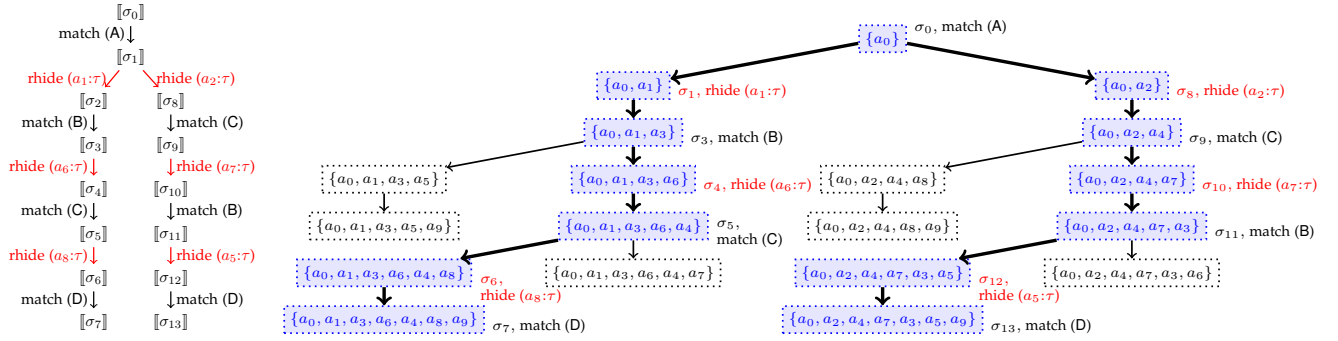 ⟦σ₀⟧
match (A)
⟦σ₁⟧
rhide (a₁:τ) rhide (a₂:τ)
⟦σ₂⟧ ⟦σ₈⟧
match (B) match (C)
⟦σ₃⟧ ⟦σ₉⟧
rhide (a₆:τ) rhide (a₇:τ)
⟦σ₄⟧ ⟦σ₁₀⟧
match (C) match (B)
⟦σ₅⟧ ⟦σ₁₁⟧
rhide (a₈:τ) rhide (a₅:τ)
⟦σ₆⟧ ⟦σ₁₂⟧
match (D) match (D)
⟦σ₇⟧ ⟦σ₁₃⟧
{a₀} σ₀, match (A)
{a₀, a₁} σ₁, rhide (a₁:τ)
{a₀, a₁, a₃} σ₃, match (B)
{a₀, a₁, a₃, a₅}
{a₀, a₁, a₃, a₆} σ₄, rhide (a₆:τ)
{a₀, a₁, a₃, a₅, a₉}
{a₀, a₁, a₃, a₆, a₄} σ₅,
match (C)
{a₀, a₁, a₃, a₆, a₄, a₈} σ₆,
rhide (a₈:τ)
{a₀, a₁, a₃, a₆, a₄, a₇}
{a₀, a₁, a₃, a₆, a₄, a₈, a₉} σ₇, match (D)
{a₀, a₂} σ₈, rhide (a₂:τ)
{a₀, a₂, a₄} σ₉, match (C)
{a₀, a₂, a₄, a₈}
{a₀, a₂, a₄, a₇} σ₁₀, rhide (a₇:τ)
{a₀, a₂, a₄, a₈, a₉}
{a₀, a₂, a₄, a₇, a₃} σ₁₁, match (B)
{a₀, a₂, a₄, a₇, a₃, a₅} σ₁₂,
rhide (a₅:τ)
{a₀, a₂, a₄, a₇, a₃, a₆}
{a₀, a₂, a₄, a₇, a₃, a₅, a₉} σ₁₃, match (D)